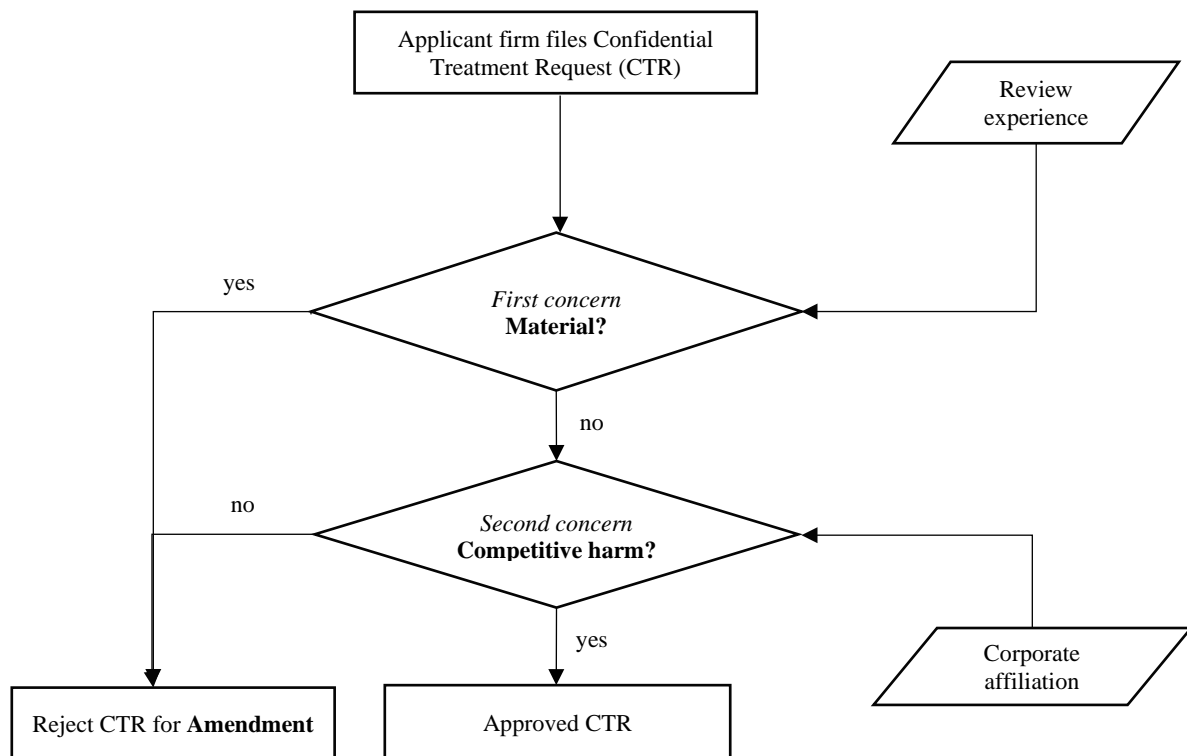 Applicant firm files Confidential
Treatment Request (CTR)
Review
experience
yes
First concern
Material?
no
no
Second concern
Competitive harm?
yes
Corporate
affiliation
Reject CTR for Amendment
Approved CTR